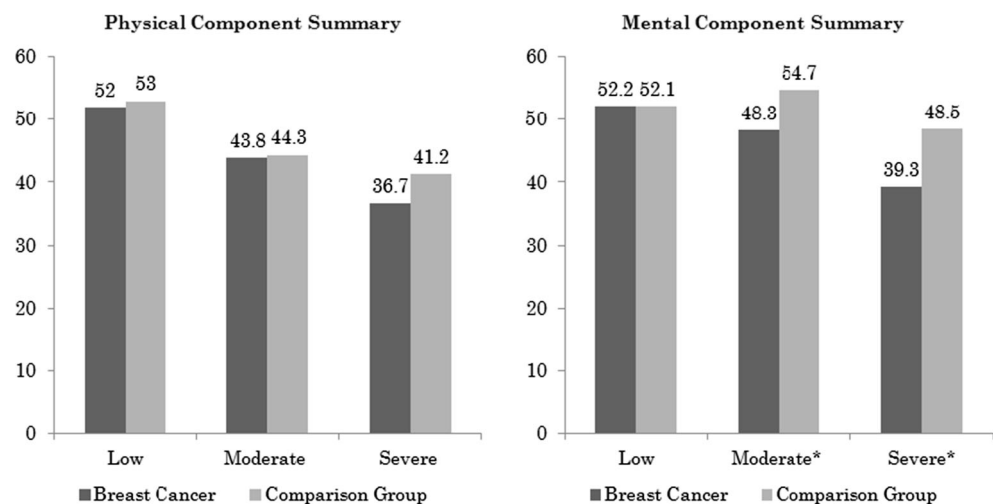 Physical Component Summary
60
50
40
30
20
10
0
52
53
43.8
44.3
36.7
41.2
Low
Moderate
Severe
Breast Cancer
Comparison Group
Mental Component Summary
60
50
40
30
20
10
0
52.2
52.1
48.3
54.7
39.3
48.5
Low
Moderate*
Severe*
Breast Cancer
Comparison Group